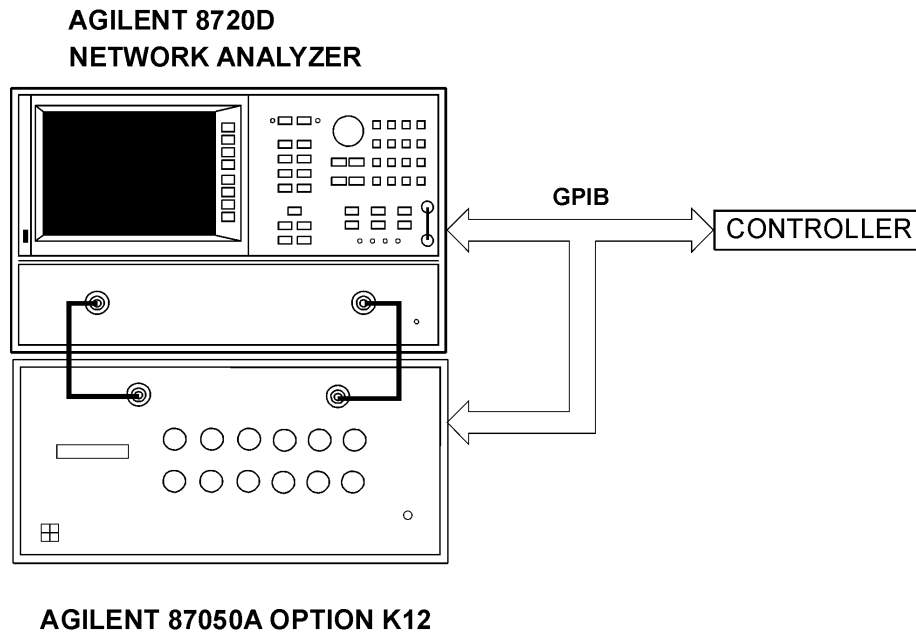 AGILENT 8720D
NETWORK ANALYZER
GPIB
CONTROLLER
AGILENT 87050A OPTION K12